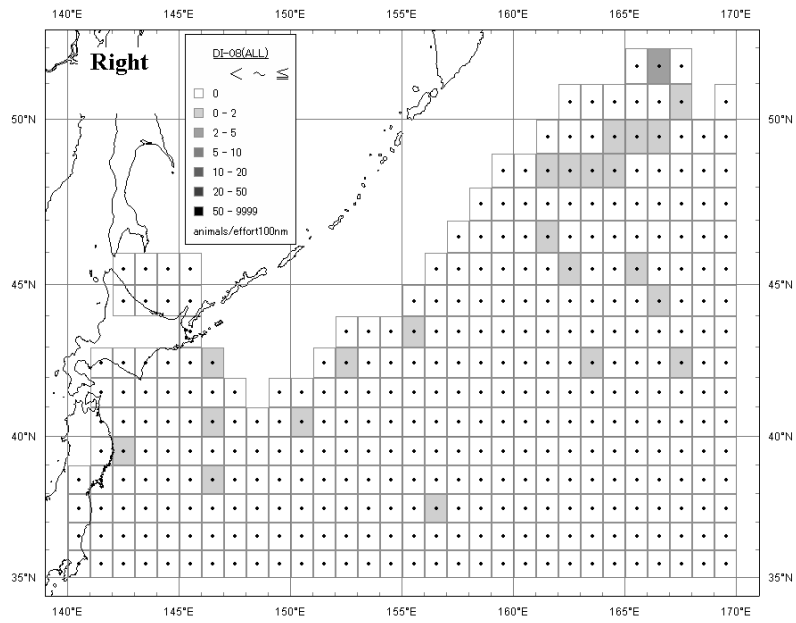 140°E 145°E 150°E 155°E 160°E 165°E 170°E
Right
DI-08(ALL)
< ~ ≦
0
0 - 2
2 - 5
5 - 10
10 - 20
20 - 50
50 - 9999
animals/effort100nm
50°N 50°N
45°N 45°N
40°N 40°N
35°N 35°N
140°E 145°E 150°E 155°E 160°E 165°E 170°E